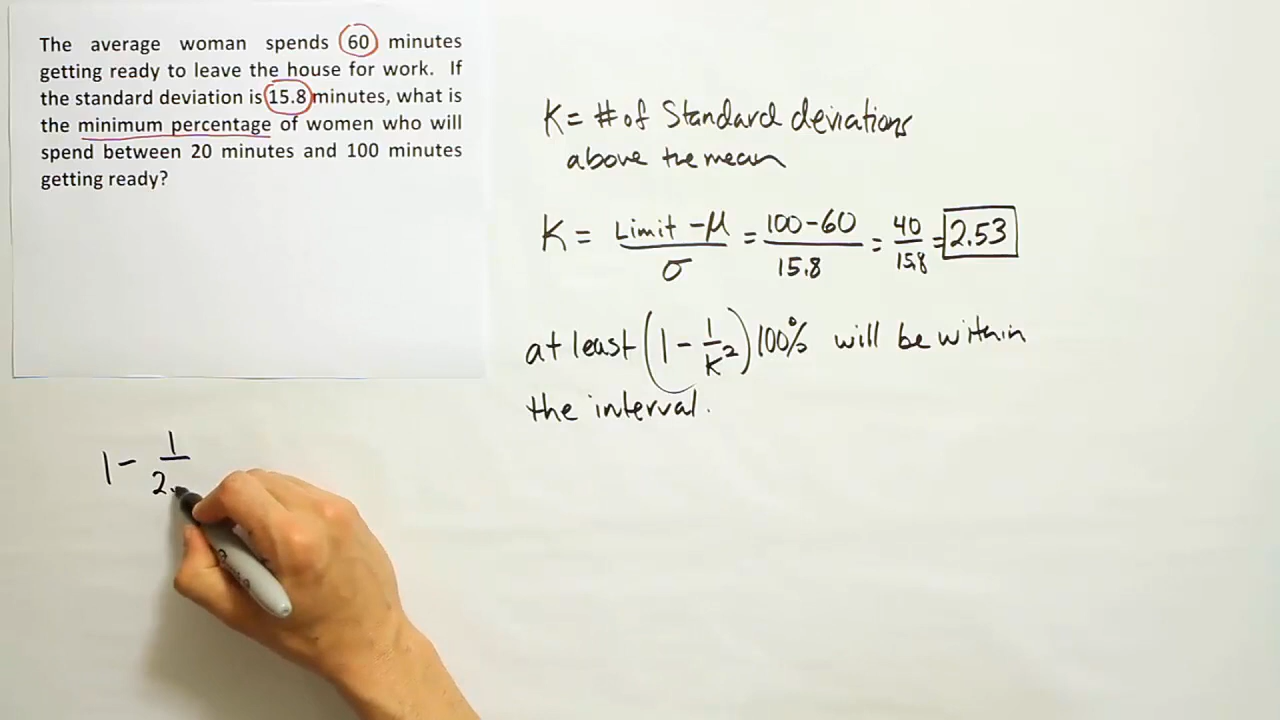 The average woman spends 60 minutes
getting ready to leave the house for work. If
the standard deviation is 15.8 minutes, what is
the minimum percentage of women who will
spend between 20 minutes and 100 minutes
getting ready?
K = # of Standard deviations
above the mean
K = Limit - μ / σ = 100 - 60 / 15.8 = 40 / 15.8 = 2.53
at least (1 - 1/K²) 100% will be within
the interval.
1 - 1 / 2.